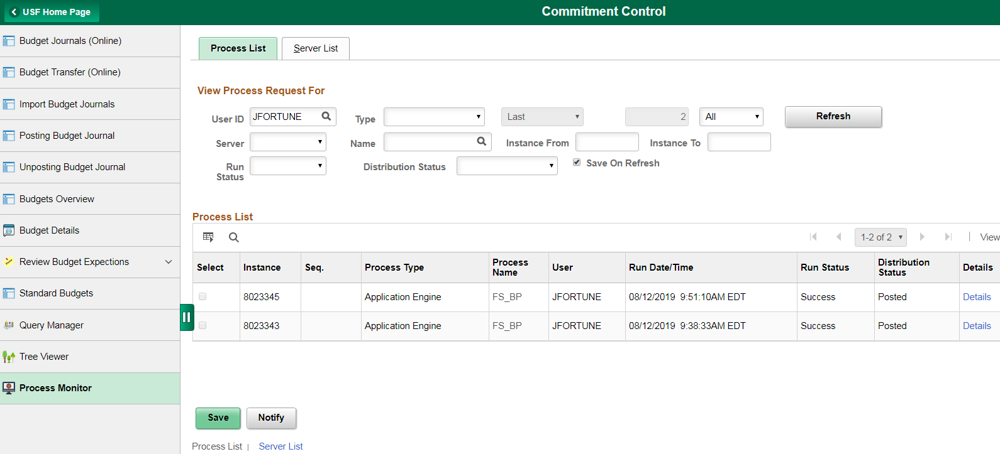 USF Home Page
Commitment Control
Budget Journals (Online)
Budget Transfer (Online)
Import Budget Journals
Posting Budget Journal
Unposting Budget Journal
Budgets Overview
Budget Details
Review Budget Expections
Standard Budgets
Query Manager
Tree Viewer
Process Monitor
Process List
Server List
View Process Request For
User ID JFORTUNE Type Last 2 All Refresh
Server Name Instance From Instance To
Run Status Distribution Status Save On Refresh
Process List
1-2 of 2 | View
Select Instance Seq. Process Type Process Name User Run Date/Time Run Status Distribution Status Details
8023345 Application Engine FS_BP JFORTUNE 08/12/2019 9:51:10AM EDT Success Posted Details
8023343 Application Engine FS_BP JFORTUNE 08/12/2019 9:38:33AM EDT Success Posted Details
Save Notify
Process List | Server List